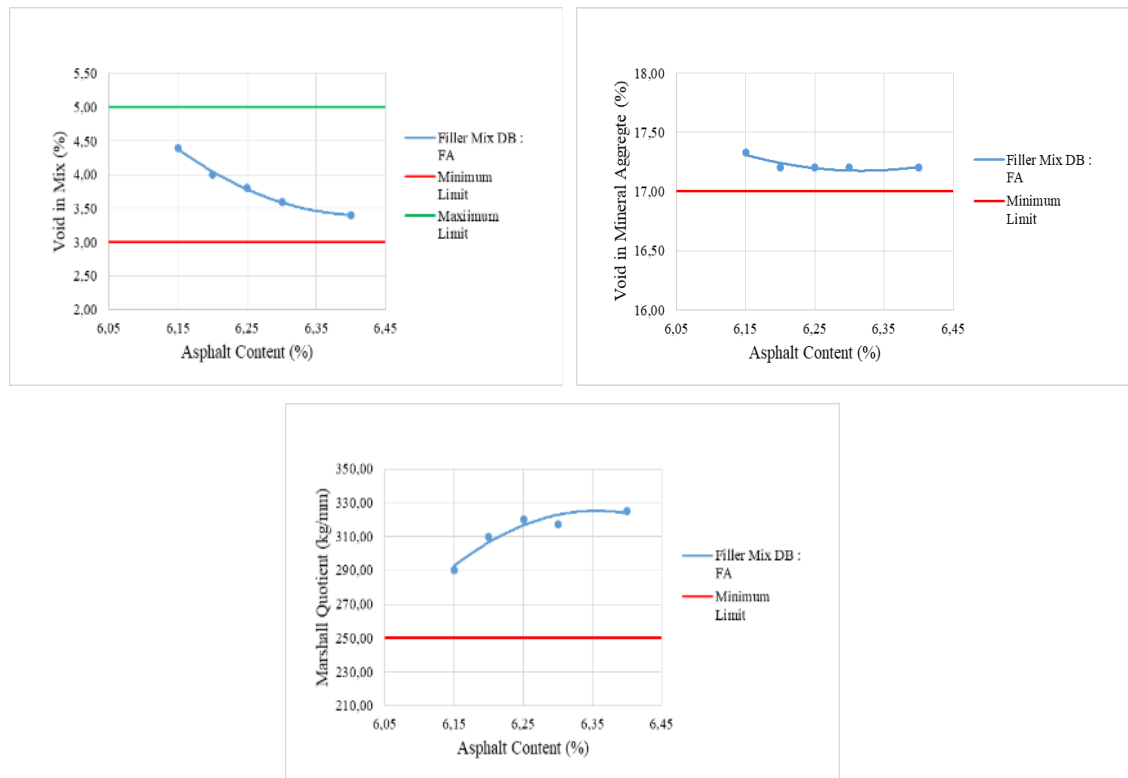 5,50
5,00
4,50
4,00
3,50
3,00
2,50
2,00
6,05 6,15 6,25 6,35 6,45
Void in Mix (%)
Asphalt Content (%)
Filler Mix DB :
FA
Minimum
Limit
Maxiimum
Limit
18,00
17,50
17,00
16,50
16,00
6,05 6,15 6,25 6,35 6,45
Void in Mineral Aggregte (%)
Asphalt Content (%)
Filler Mix DB :
FA
Minimum
Limit
350,00
330,00
310,00
290,00
270,00
250,00
230,00
210,00
6,05 6,15 6,25 6,35 6,45
Marshall Quotient (kg/mm)
Asphalt Content (%)
Filler Mix DB :
FA
Minimum
Limit